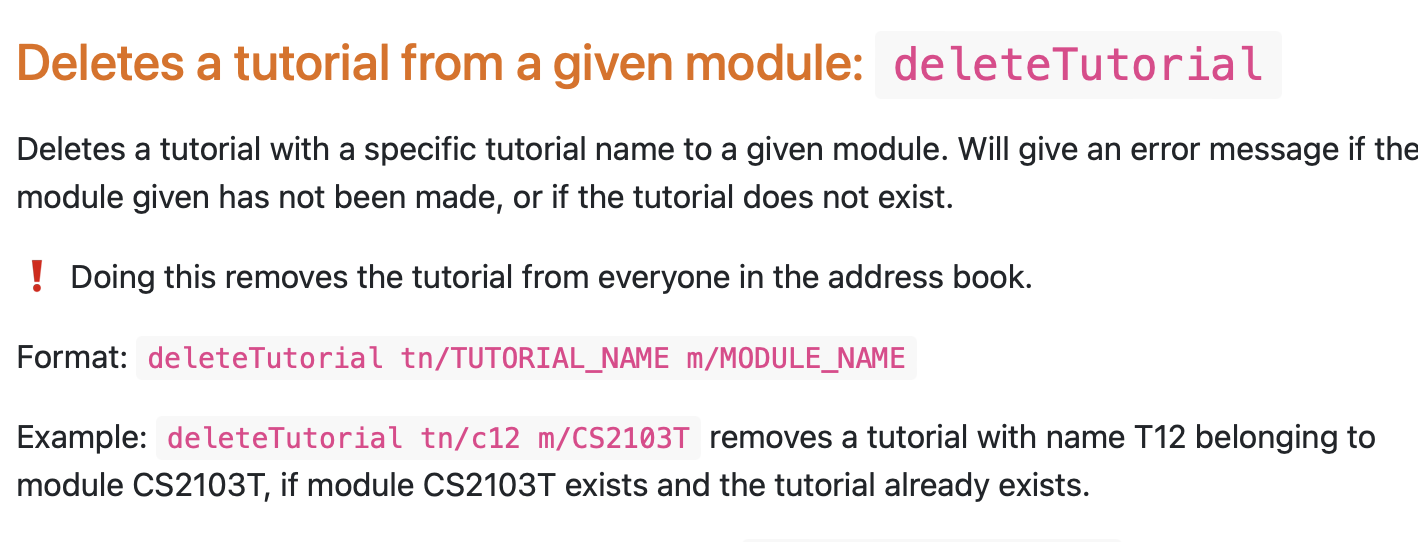 Deletes a tutorial from a given module: deleteTutorial
Deletes a tutorial with a specific tutorial name to a given module. Will give an error message if the
module given has not been made, or if the tutorial does not exist.
❗ Doing this removes the tutorial from everyone in the address book.
Format: deleteTutorial tn/TUTORIAL_NAME m/MODULE_NAME
Example: deleteTutorial tn/c12 m/CS2103T removes a tutorial with name T12 belonging to
module CS2103T, if module CS2103T exists and the tutorial already exists.